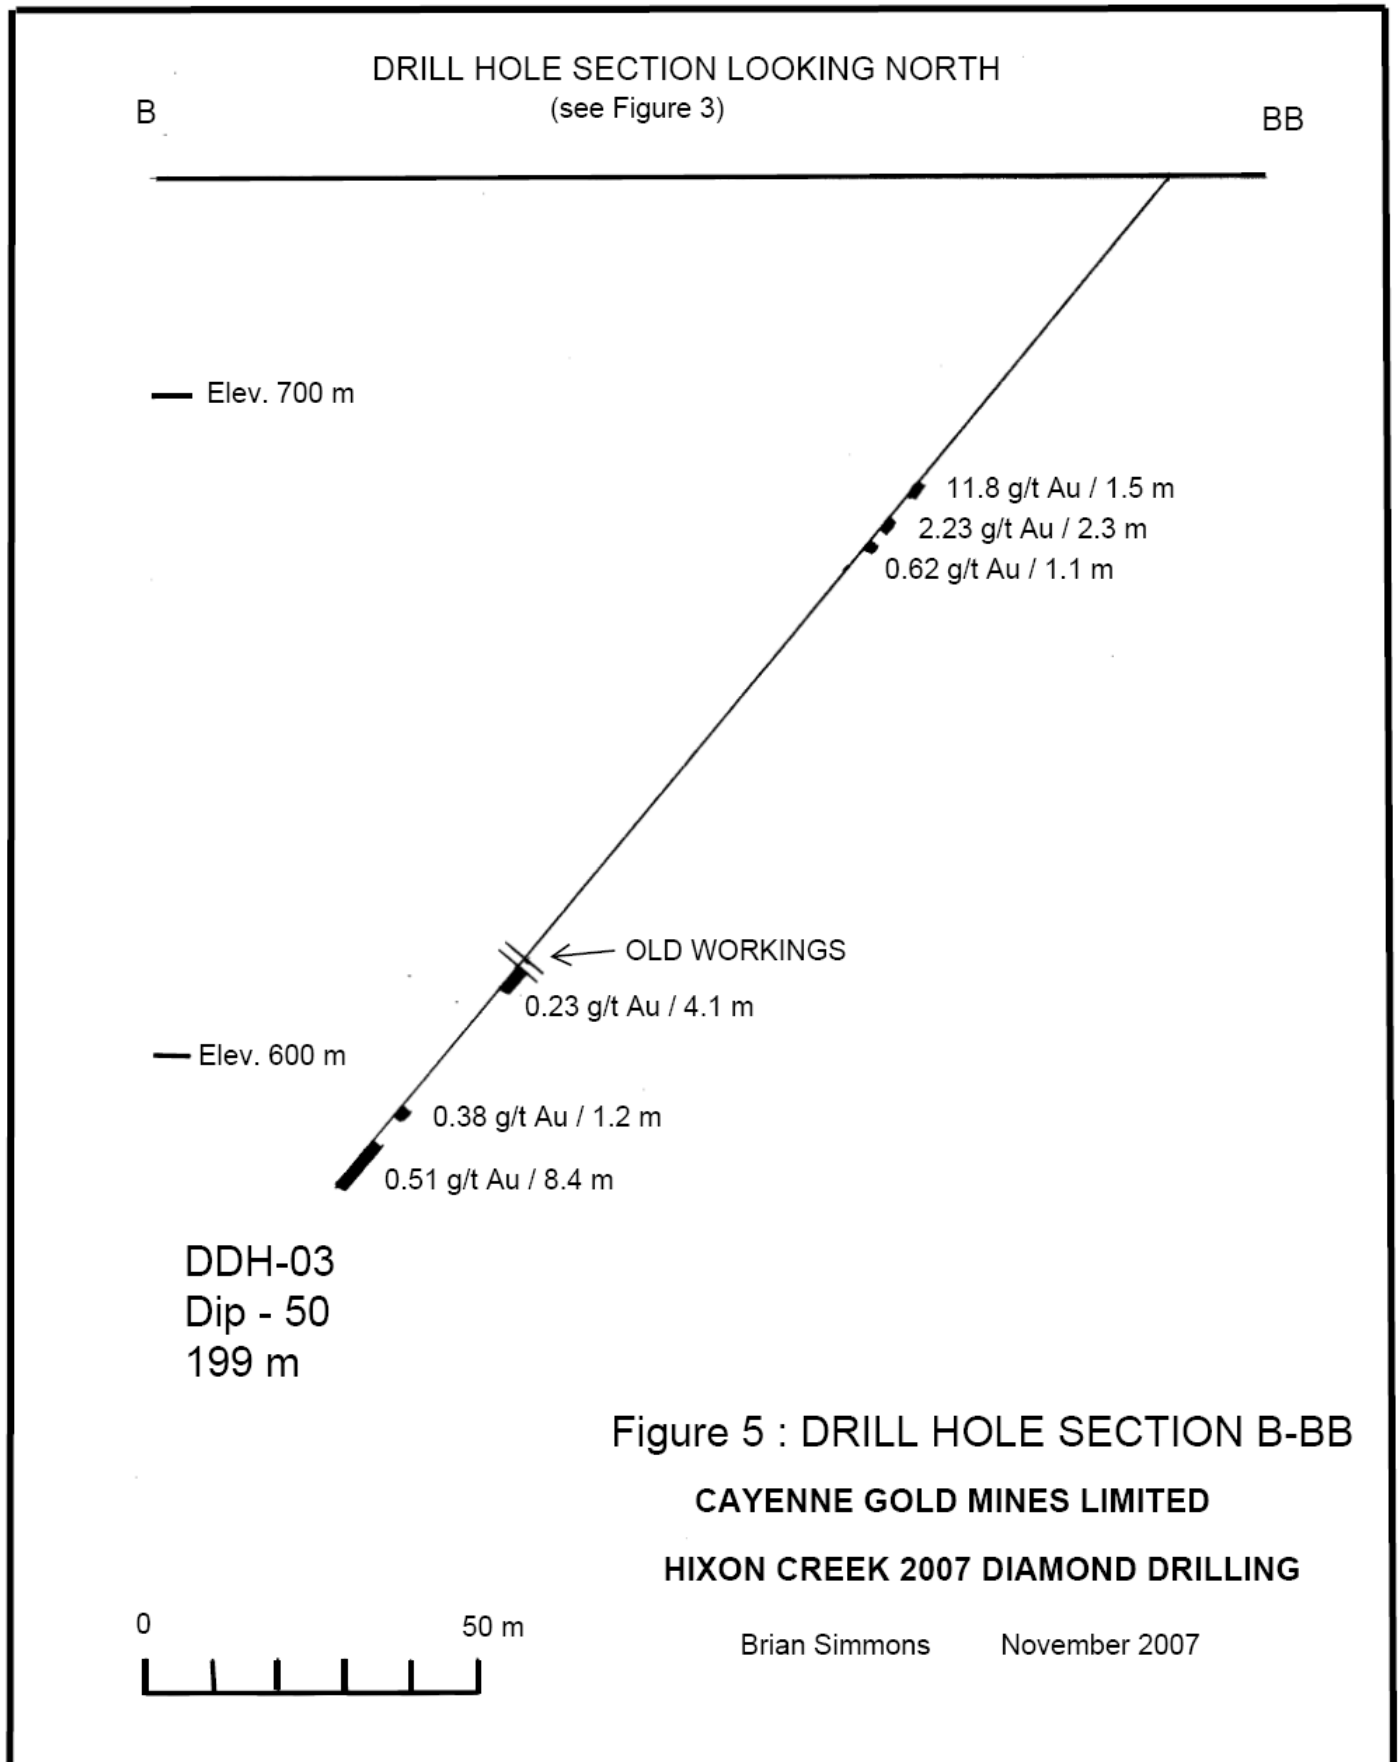 DRILL HOLE SECTION LOOKING NORTH
(see Figure 3)
B
BB
Elev. 700 m
11.8 g/t Au / 1.5 m
2.23 g/t Au / 2.3 m
0.62 g/t Au / 1.1 m
OLD WORKINGS
0.23 g/t Au / 4.1 m
Elev. 600 m
0.38 g/t Au / 1.2 m
0.51 g/t Au / 8.4 m
DDH-03
Dip - 50
199 m
Figure 5 : DRILL HOLE SECTION B-BB
CAYENNE GOLD MINES LIMITED
HIXON CREEK 2007 DIAMOND DRILLING
0 50 m
Brian Simmons November 2007